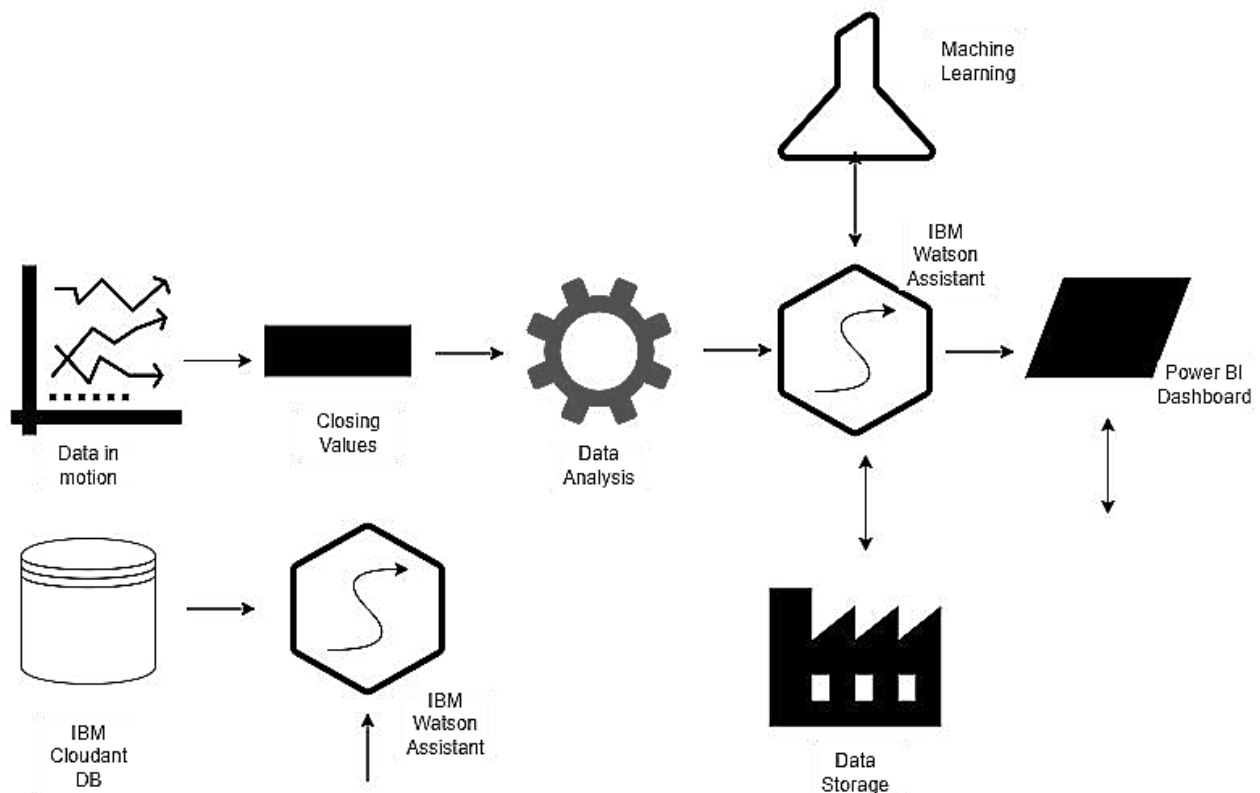 Machine
Learning
IBM
Watson
Assistant
Data in
motion
Closing
Values
Data
Analysis
Power BI
Dashboard
IBM
Cloudant
DB
IBM
Watson
Assistant
Data
Storage